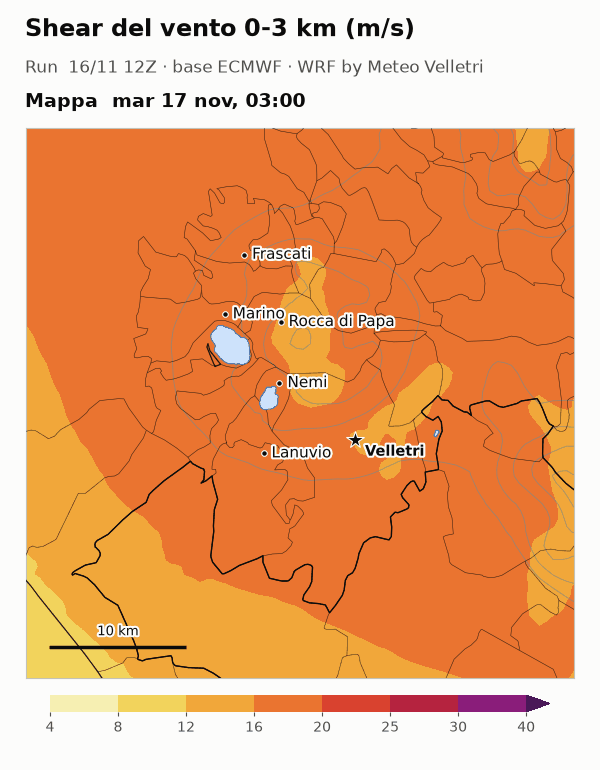 Shear del vento 0-3 km (m/s)
Run  16/11 12Z · base ECMWF · WRF by Meteo Velletri
Mappa  mar 17 nov, 03:00
Frascati
Marino
Rocca di Papa
Nemi
Velletri
Lanuvio
10 km
4 8 12 16 20 25 30 40